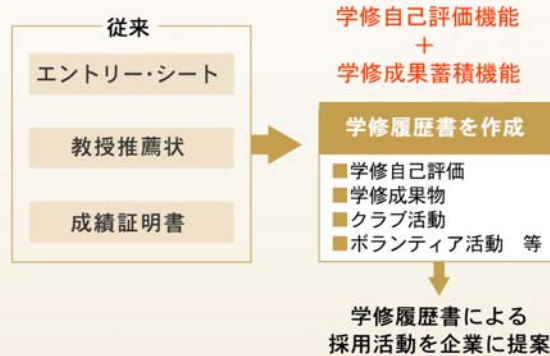 従来
エントリー・シート
教授推薦状
成績証明書
学修自己評価機能
+
学修成果蓄積機能
学修履歴書を作成
■学修自己評価
■学修成果物
■クラブ活動
■ボランティア活動 等
学修履歴書による
採用活動を企業に提案